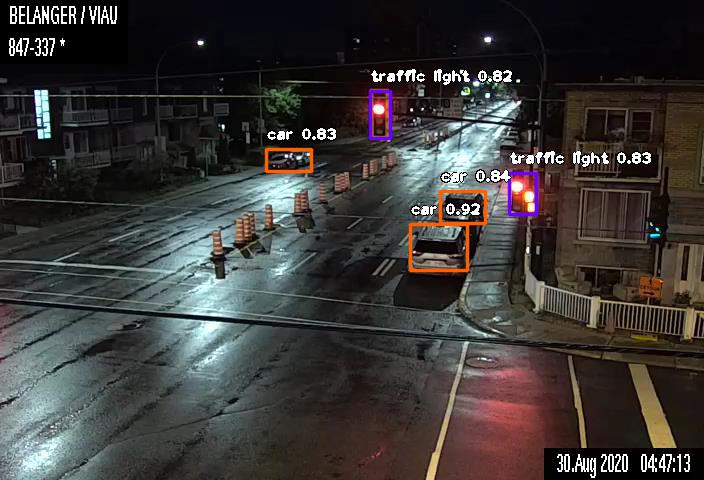 BELANGER / VIAU
847-337 *
traffic light 0.82
car 0.83
traffic light 0.83
car 0.84
car 0.92
30.Aug 2020 04:47:13